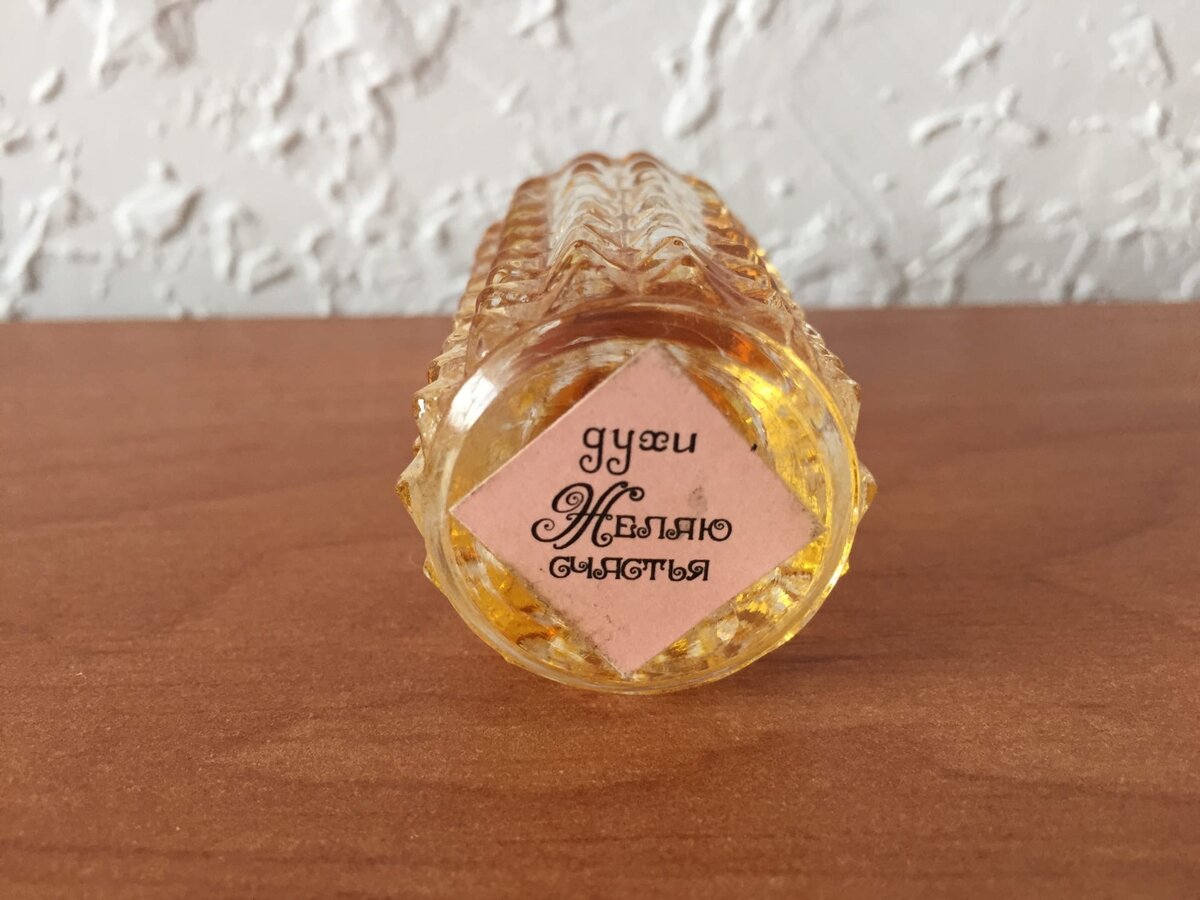 духи
Желаю
счастья